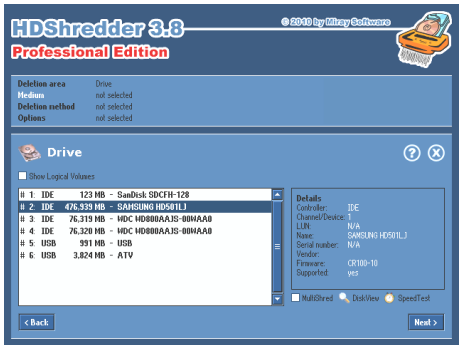 HDShredder 3.8
© 2010 by Miray Software
Professional Edition
Deletion area Drive
Medium not selected
Deletion method not selected
Options not selected
Drive
Show Logical Volumes
# 1: IDE 123 MB - SanDisk SDCFH-128
# 2: IDE 476,939 MB - SAMSUNG HD501LJ
# 3: IDE 76,319 MB - WDC WD800AAJS-00WAA0
# 4: IDE 76,320 MB - WDC WD800AAJS-00WAA0
# 5: USB 991 MB - USB
# 6: USB 3.824 MB - ATV
Details
Controller: IDE
Channel/Device: 1
LUN: N/A
Name: SAMSUNG HD501LJ
Serial number: N/A
Vendor:
Firmware: CR100-10
Supported: yes
MultiShred DiskView SpeedTest
< Back
Next >